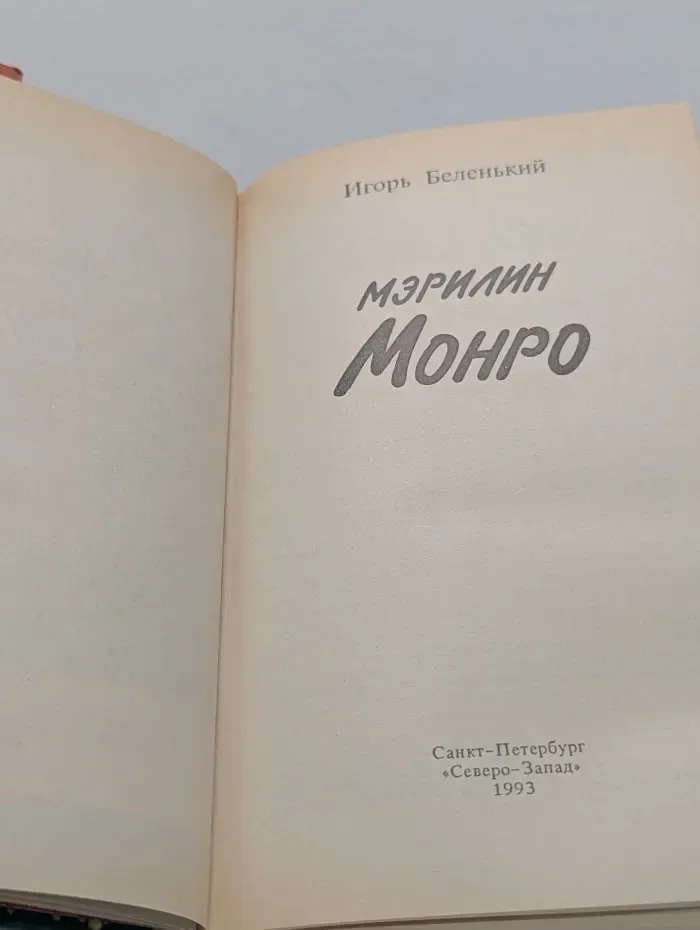 Игорь Беленький
Мэрилин
Монро
Санкт-Петербург
«Северо-Запад»
1993